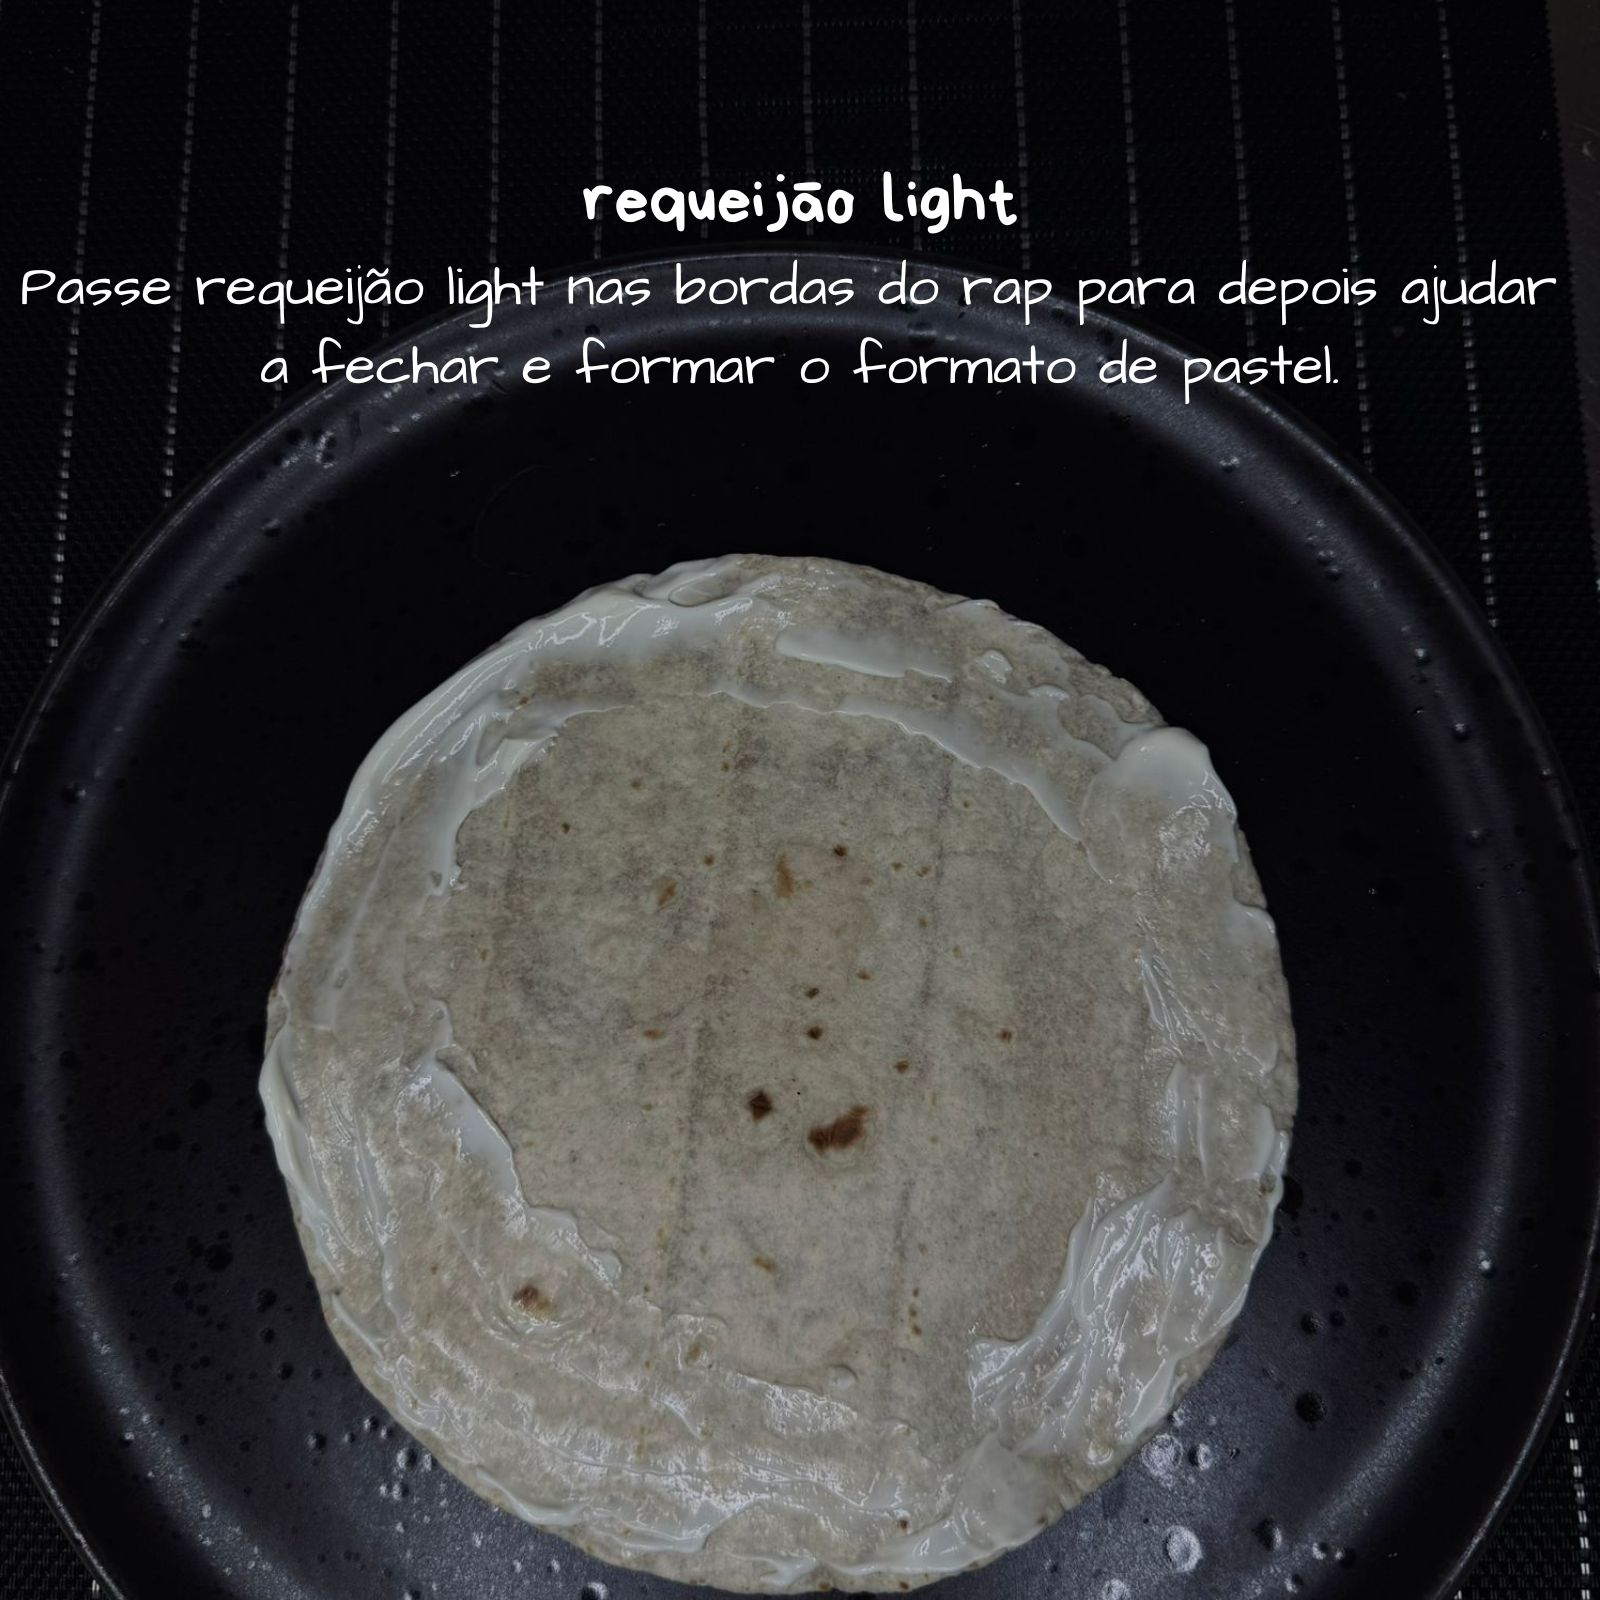 requeijão light
Passe requeijão light nas bordas do rap para depois ajudar
a fechar e formar o formato de pastel.